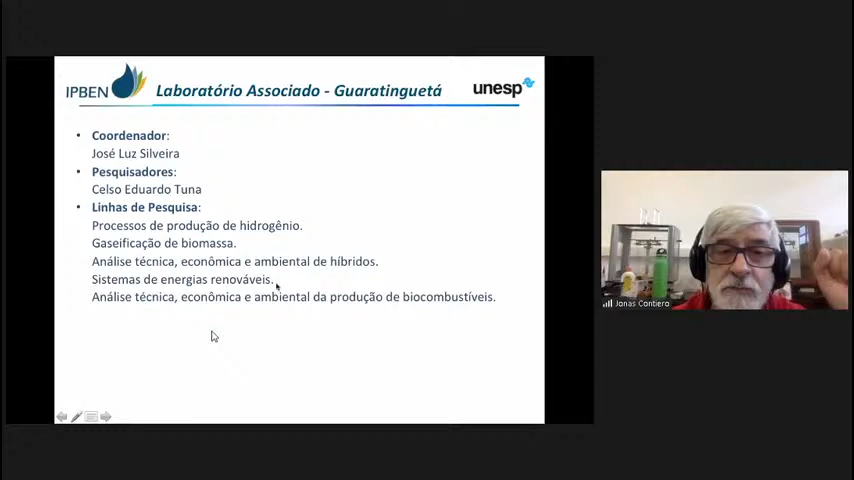 IPBEN
Laboratório Associado - Guaratinguetá
unesp
• Coordenador:
José Luz Silveira
• Pesquisadores:
Celso Eduardo Tuna
• Linhas de Pesquisa:
Processos de produção de hidrogênio.
Gaseificação de biomassa.
Análise técnica, econômica e ambiental de híbridos.
Sistemas de energias renováveis.
Análise técnica, econômica e ambiental da produção de biocombustíveis.
Jonas Contiero